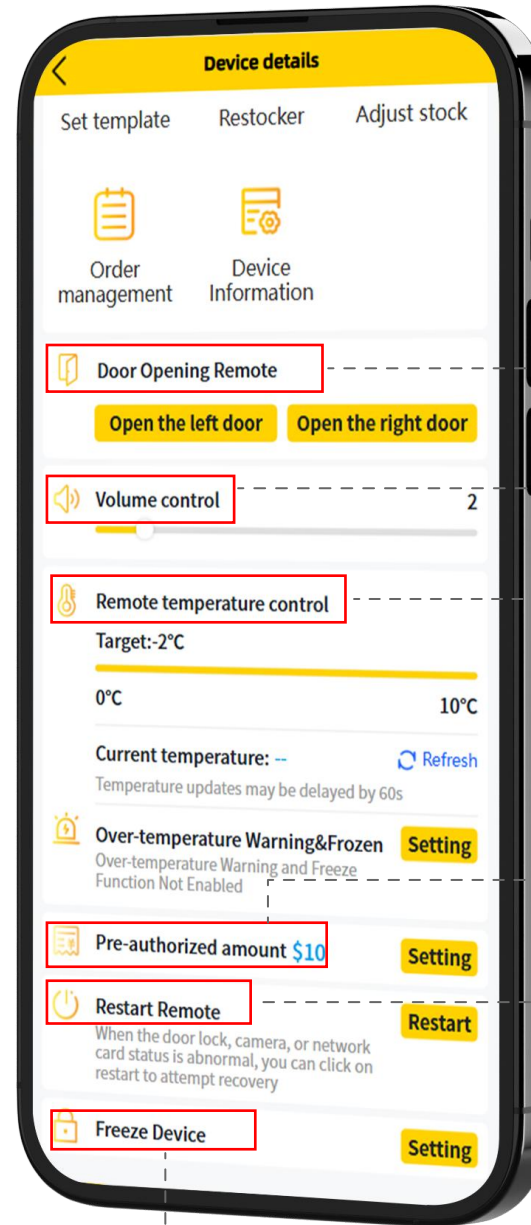 Device details
Set template
Restocker
Adjust stock
Order
management
Device
Information
Door Opening Remote
Open the left door
Open the right door
Volume control
2
Remote temperature control
Target:-2°C
0°C
10°C
Current temperature: --
Refresh
Temperature updates may be delayed by 60s
Over-temperature Warning&Frozen
Setting
Over-temperature Warning and Freeze
Function Not Enabled
Pre-authorized amount $10
Setting
Restart Remote
Restart
When the door lock, camera, or network
card status is abnormal, you can click on
restart to attempt recovery
Freeze Device
Setting